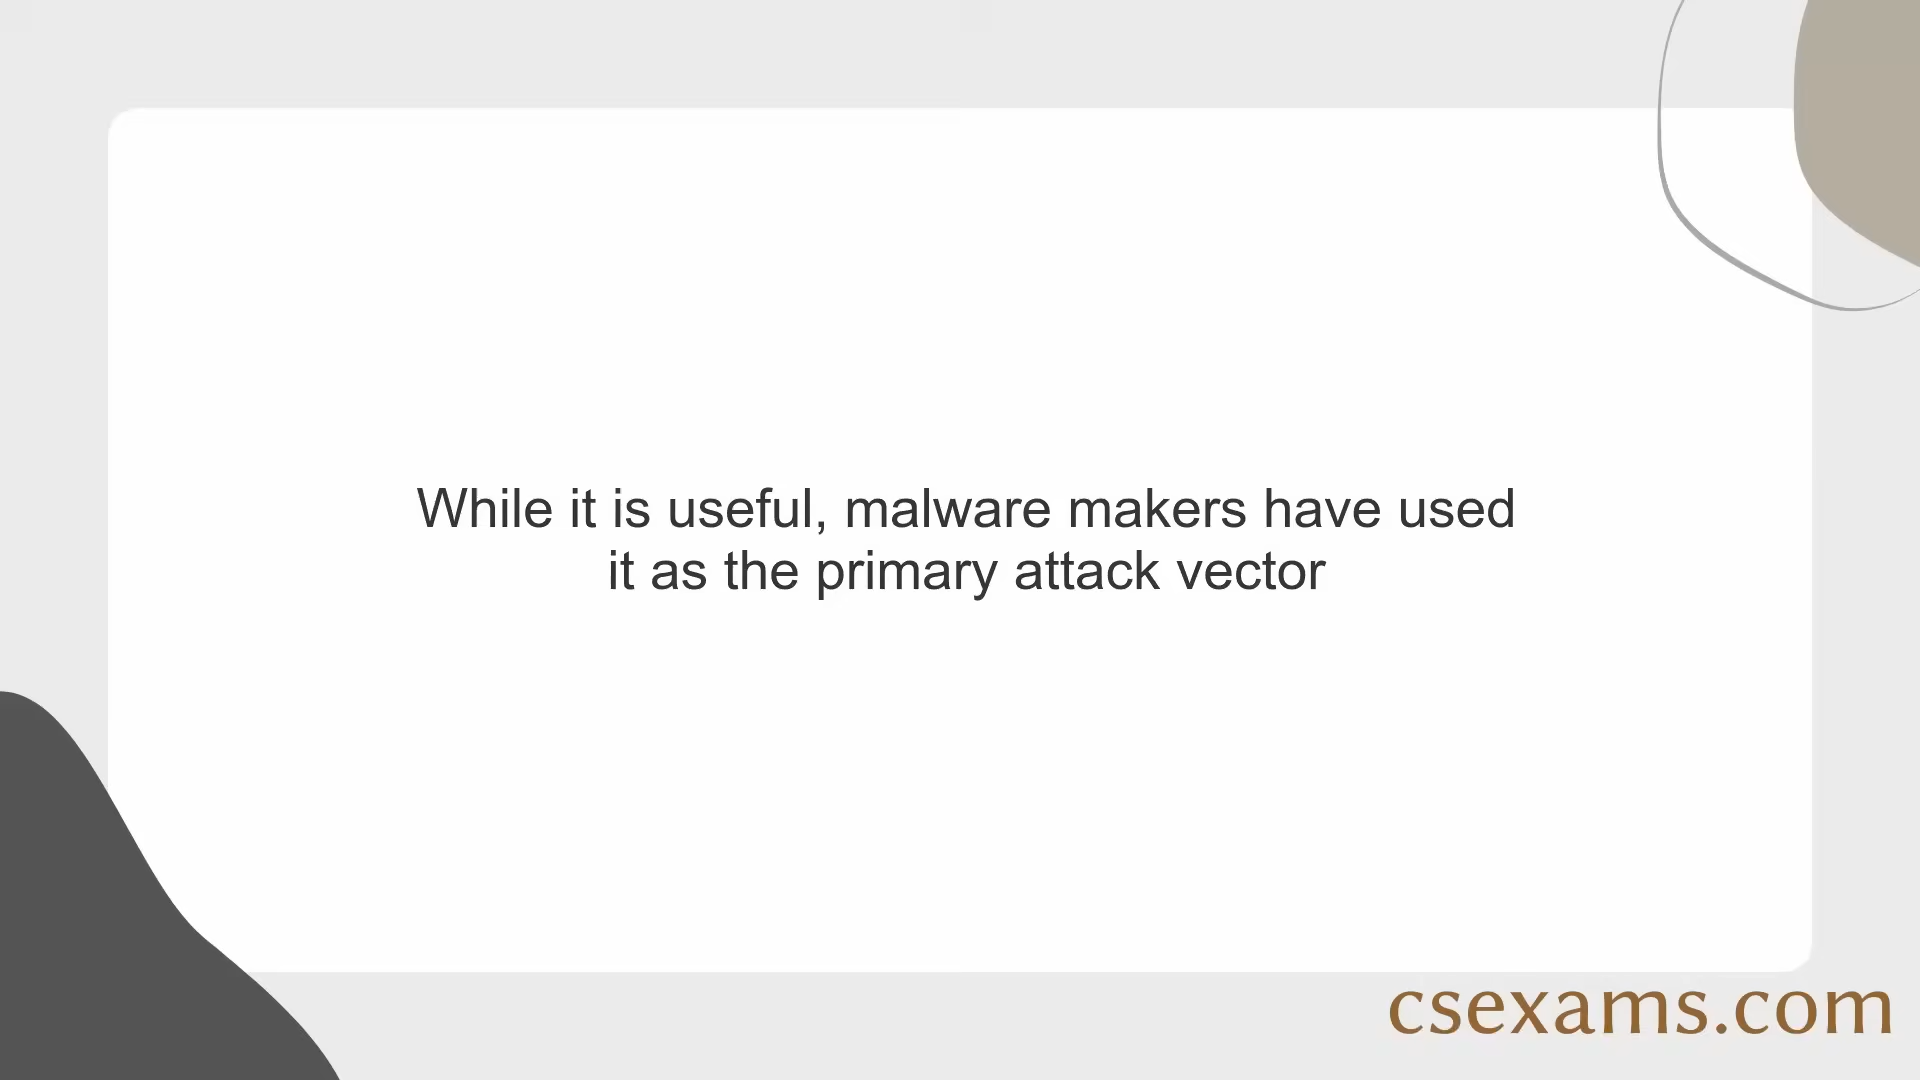 While it is useful, malware makers have used
it as the primary attack vector
csexams.com